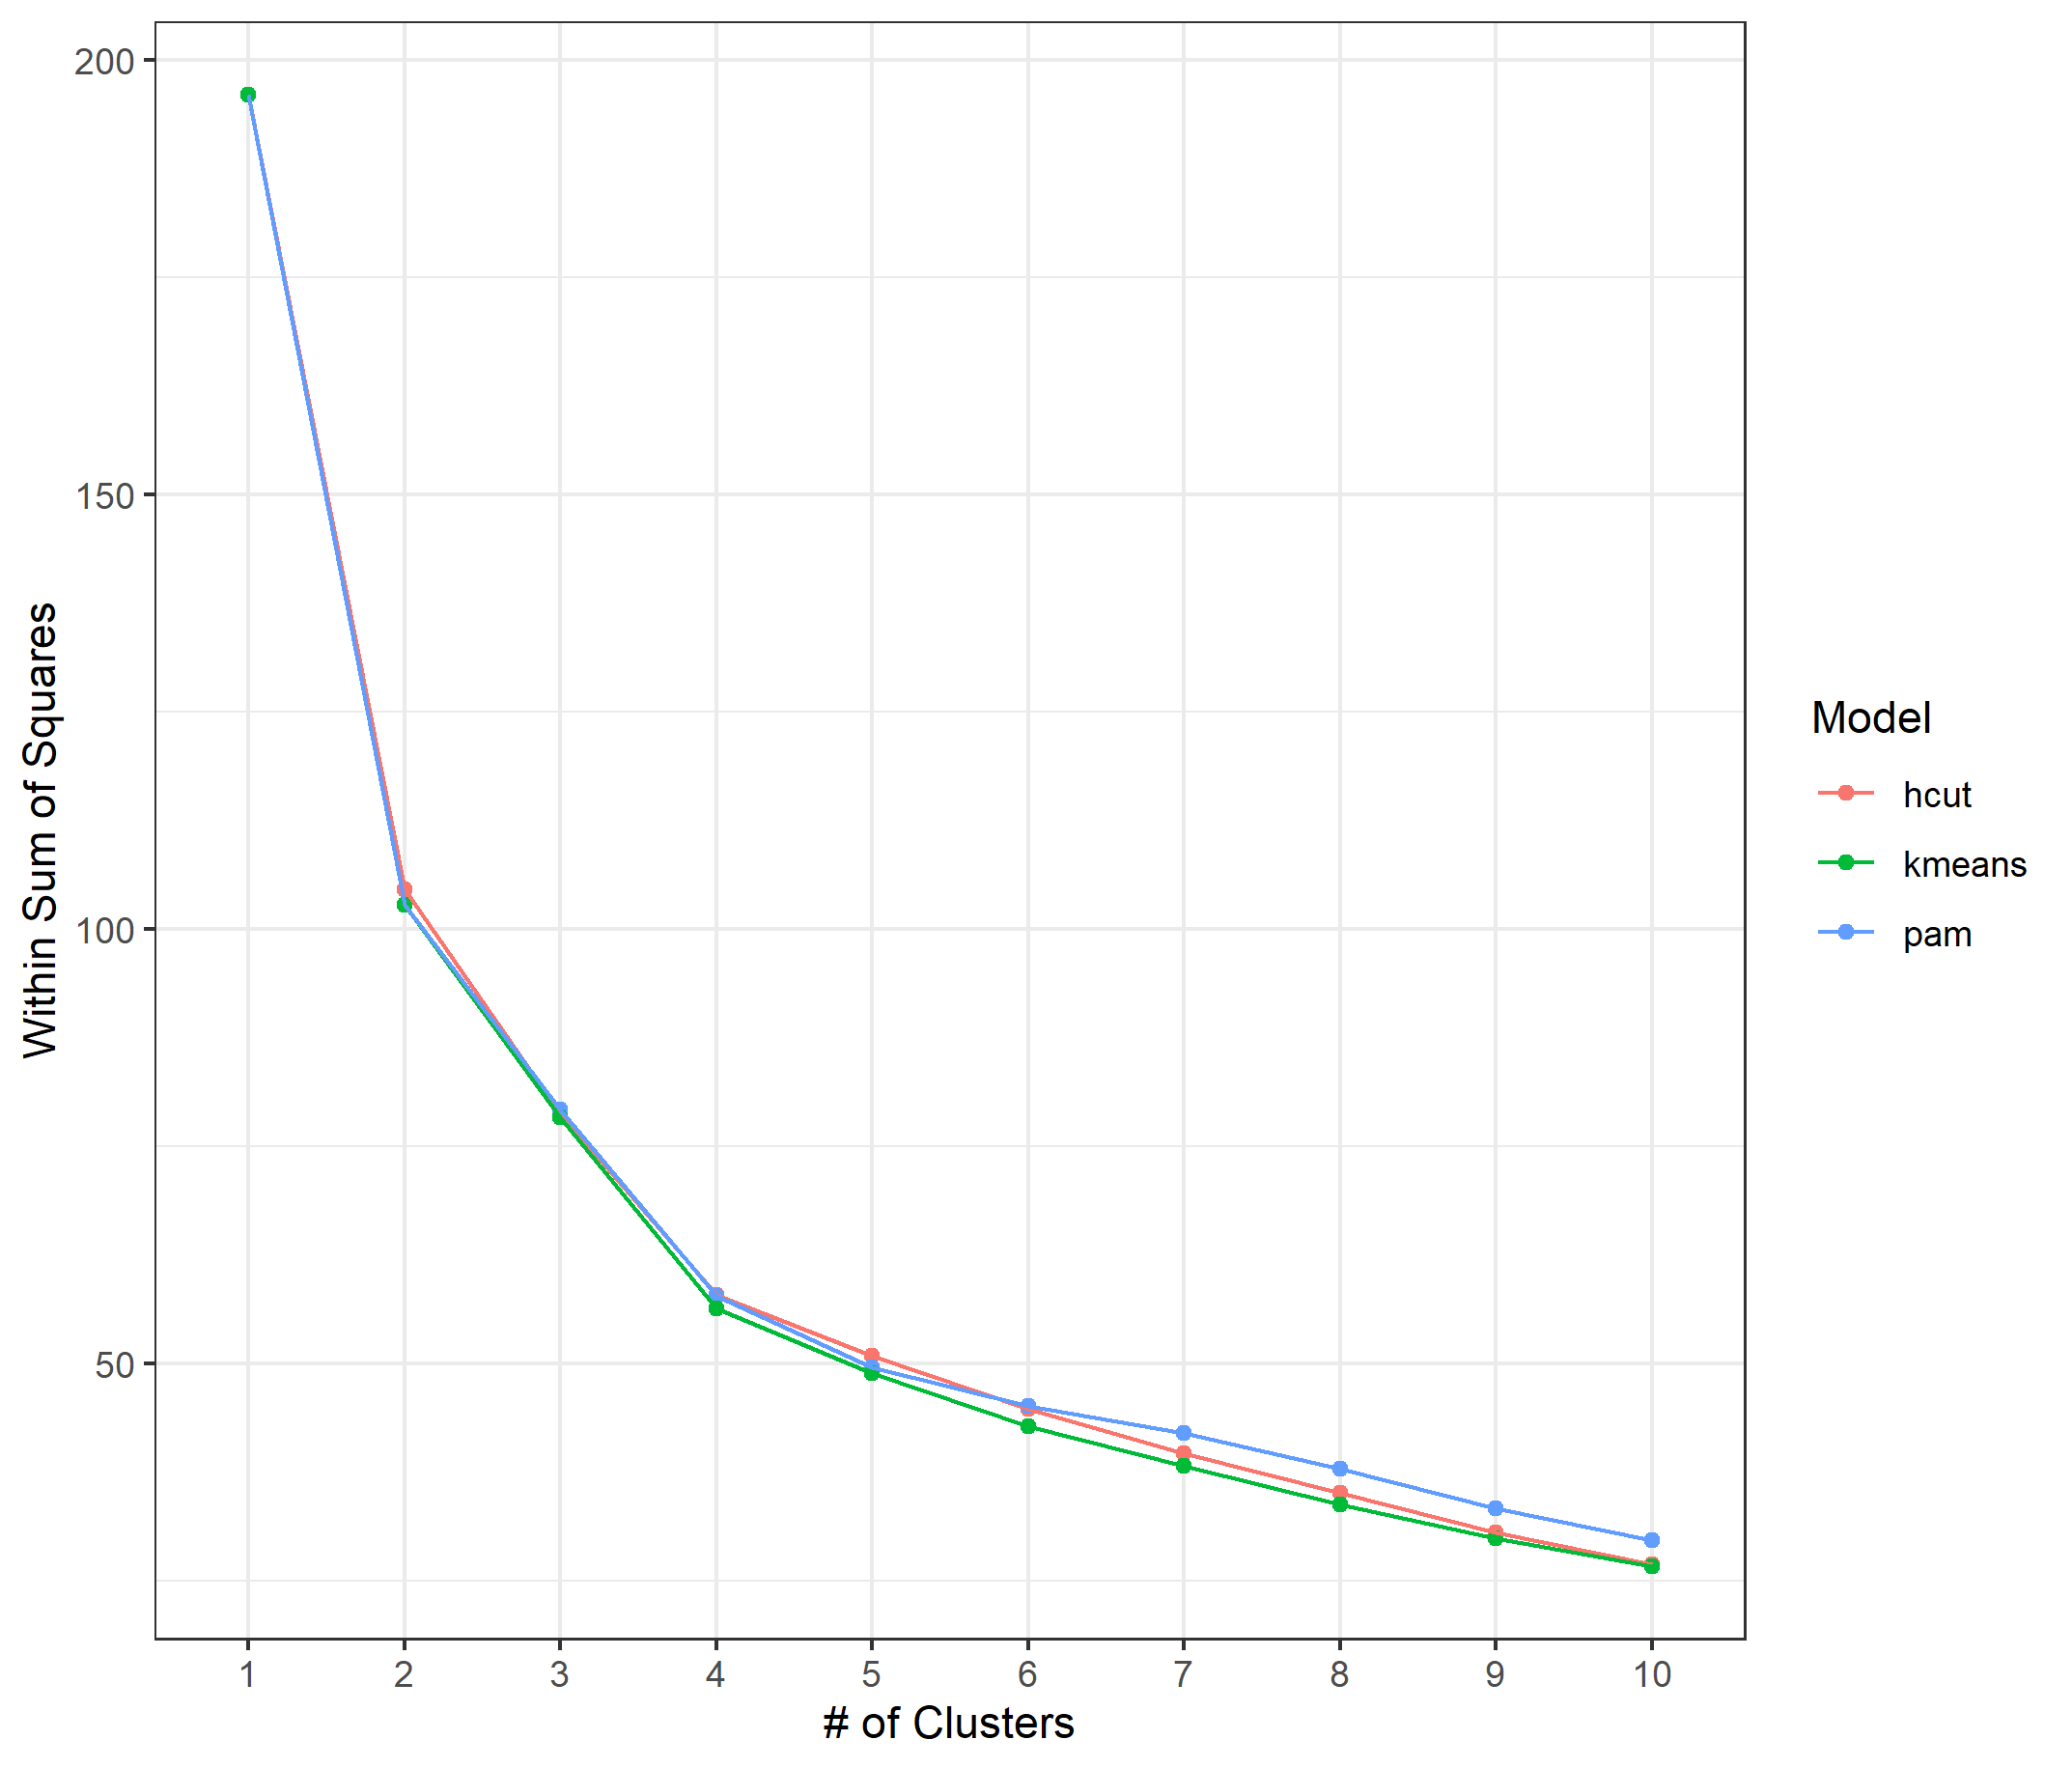 200
150
100
50
Within Sum of Squares
1 2 3 4 5 6 7 8 9 10
# of Clusters
Model
hcut
kmeans
pam